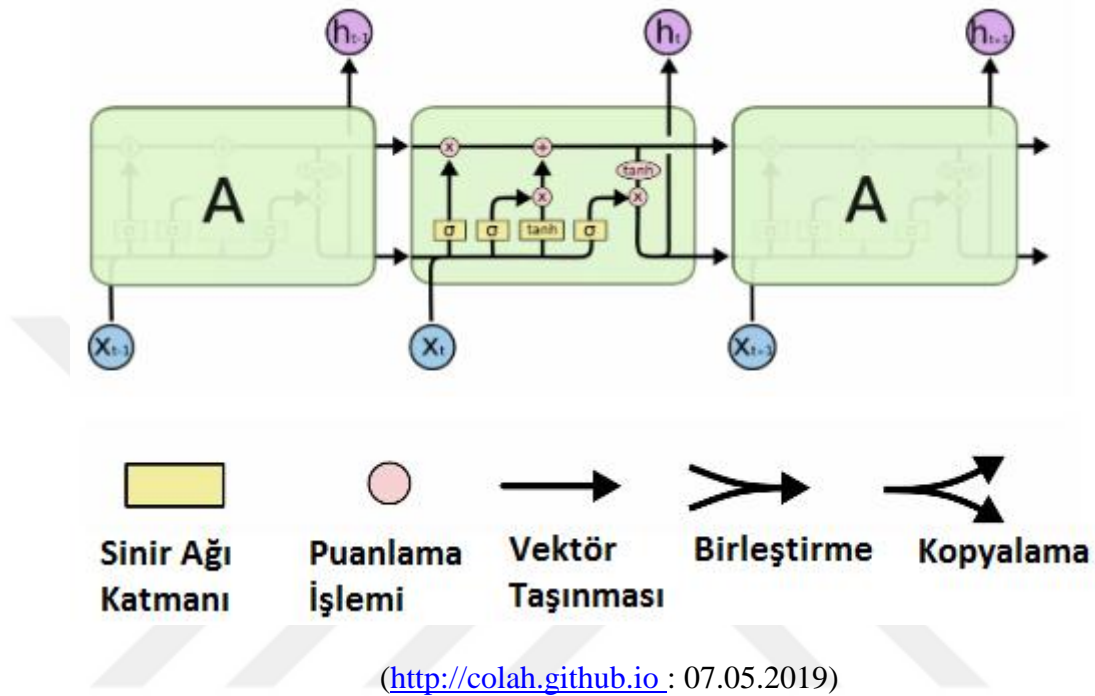 ht-1 ht ht+1
A
x + tanh x
σ σ tanh σ
A
xt-1 xt xt+1
Sinir Ağı Katmanı
Puanlama İşlemi
Vektör Taşınması
Birleştirme
Kopyalama
(http://colah.github.io : 07.05.2019)